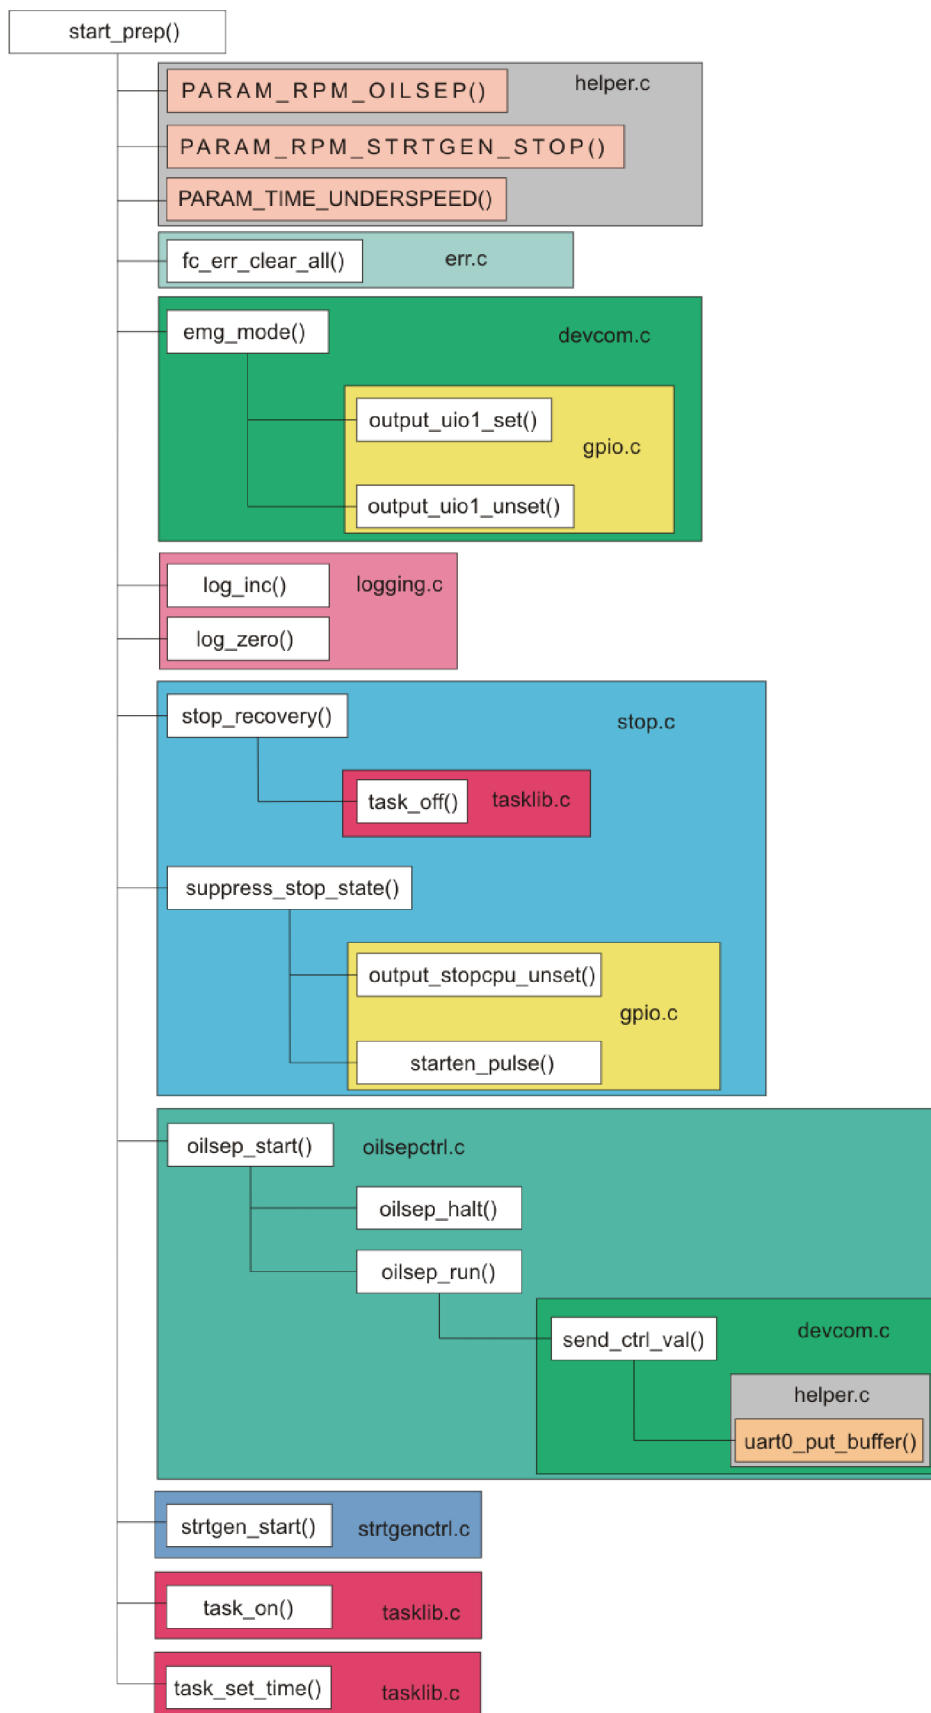 start_prep()
PARAM_RPM_OILSEP()
helper.c
PARAM_RPM_STRTGEN_STOP()
PARAM_TIME_UNDERSPEED()
fc_err_clear_all()
err.c
emg_mode()
devcom.c
output_uio1_set()
gpio.c
output_uio1_unset()
log_inc()
logging.c
log_zero()
stop_recovery()
stop.c
task_off()
tasklib.c
suppress_stop_state()
output_stopcpu_unset()
gpio.c
starten_pulse()
oilsep_start()
oilsepctrl.c
oilsep_halt()
oilsep_run()
send_ctrl_val()
devcom.c
helper.c
uart0_put_buffer()
strtgen_start()
strtgenctrl.c
task_on()
tasklib.c
task_set_time()
tasklib.c